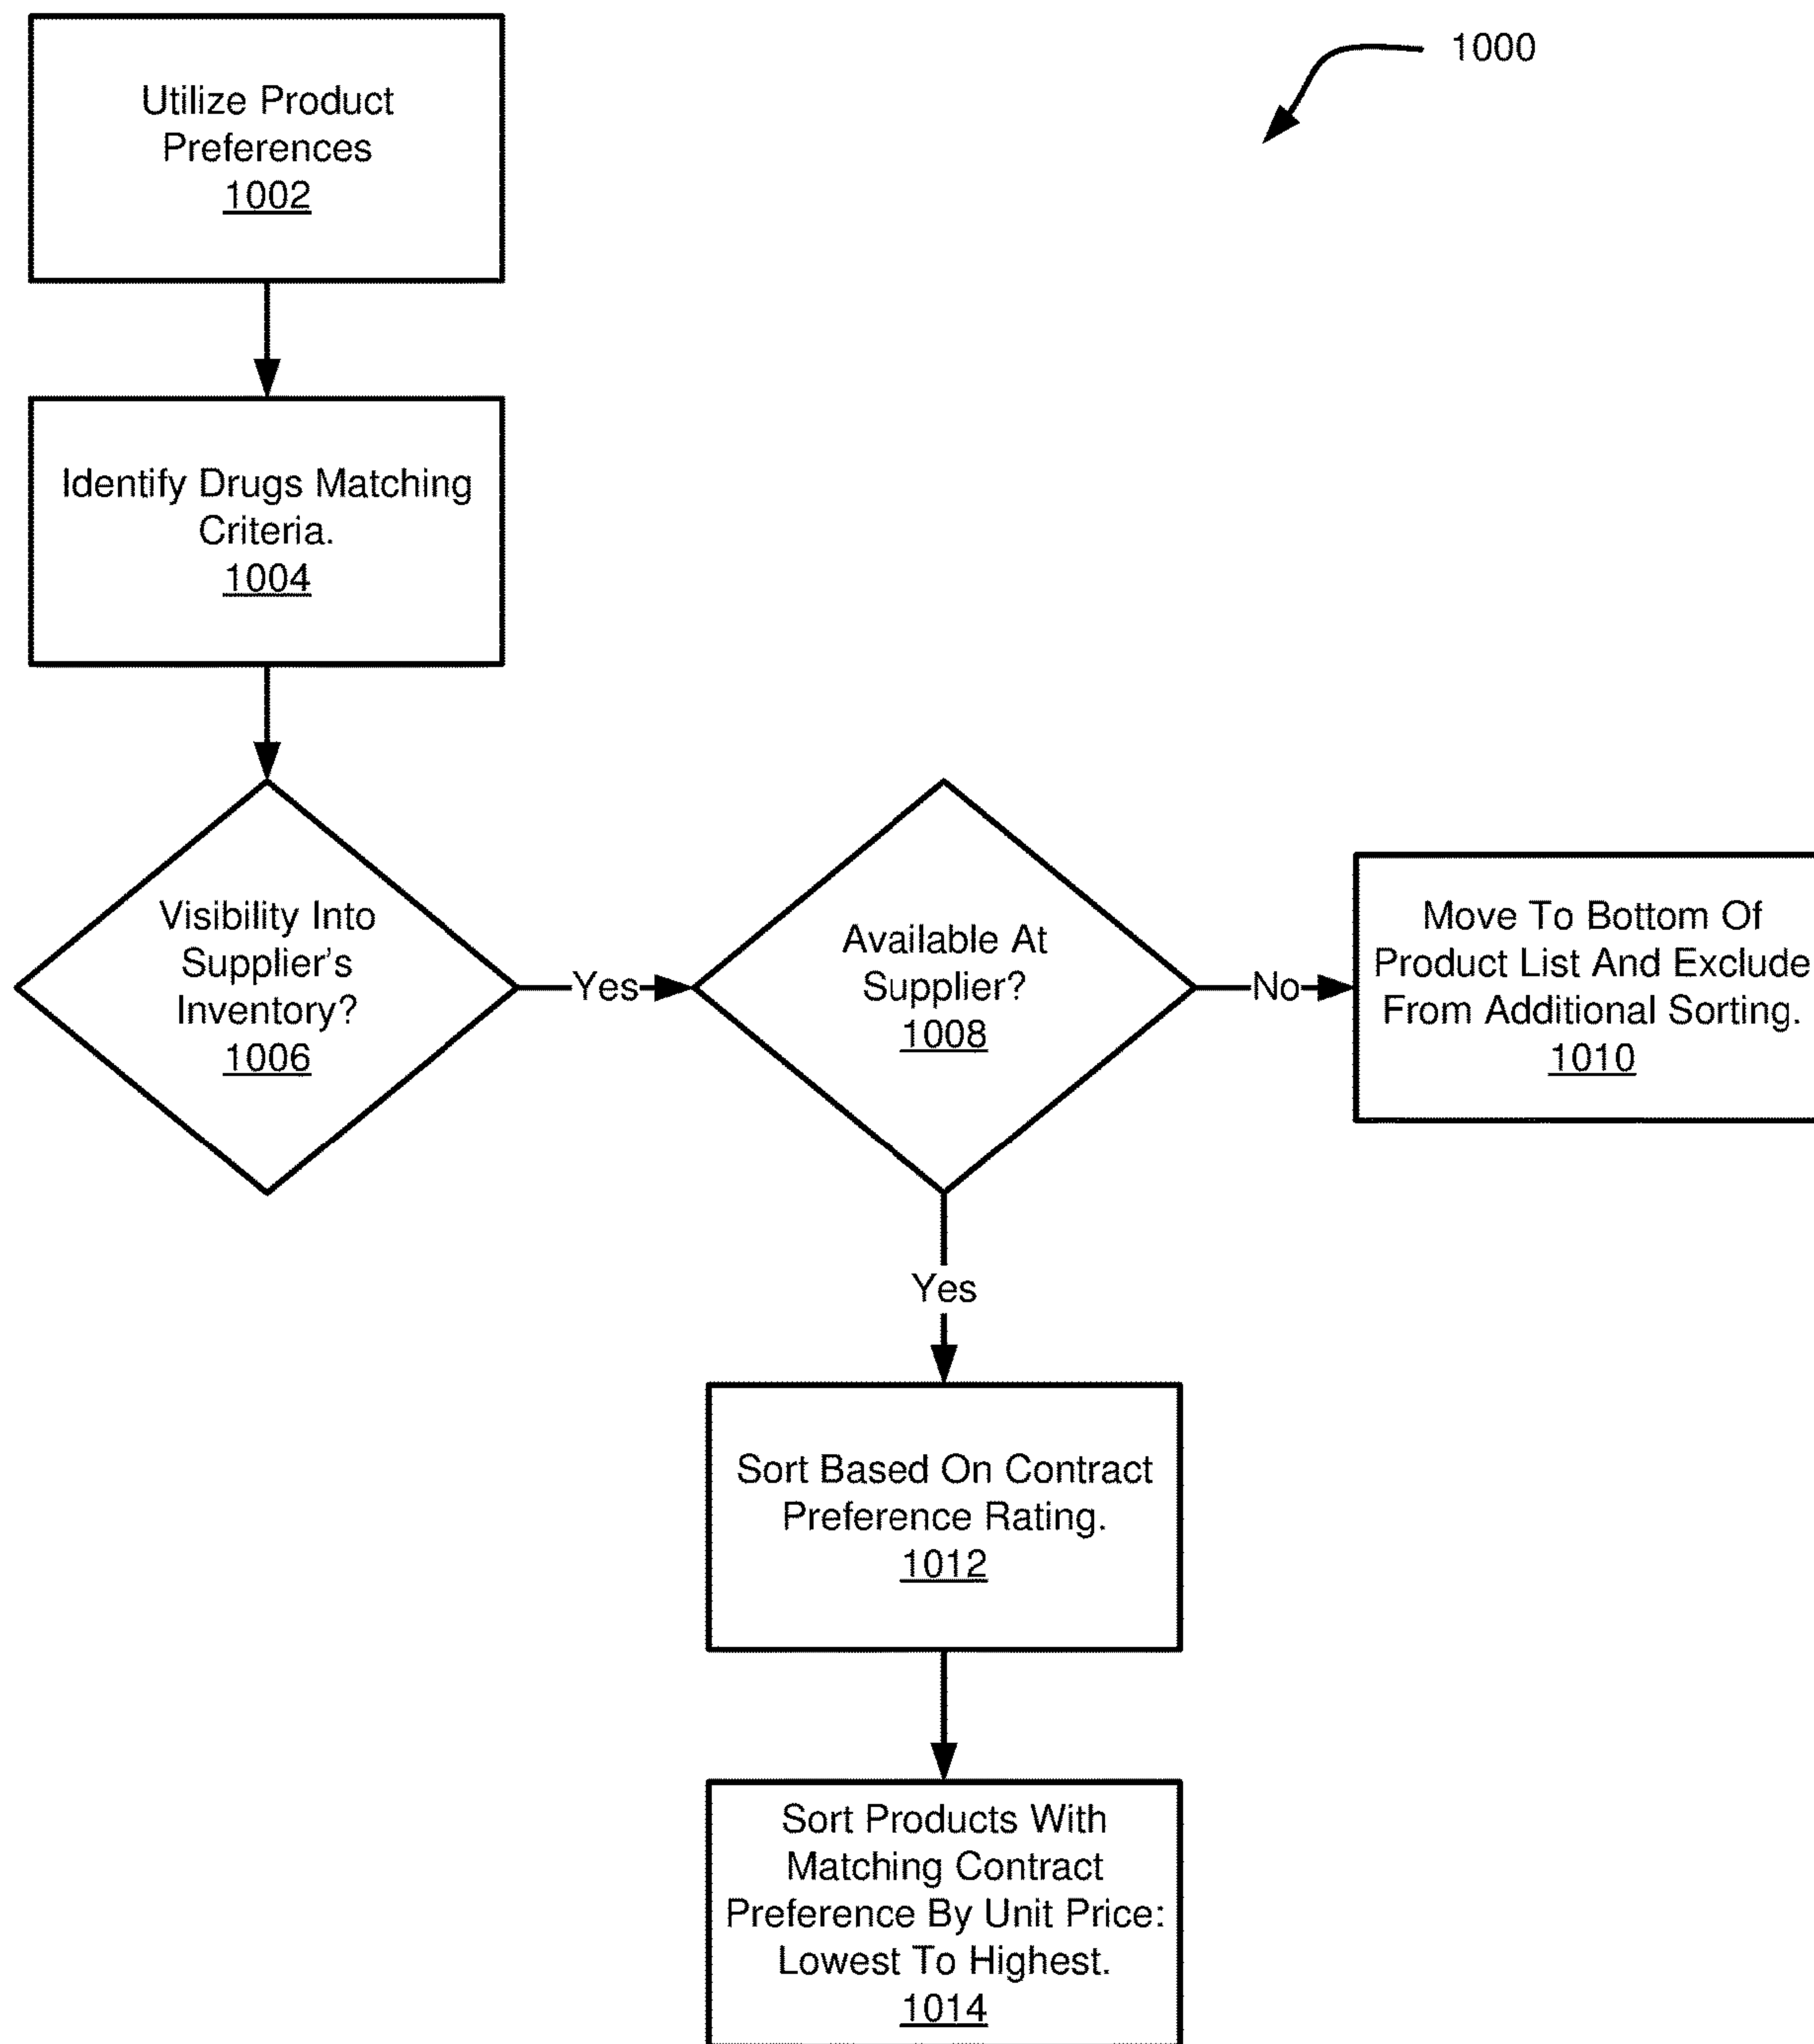 1000
Utilize Product
Preferences
1002
Identify Drugs Matching
Criteria.
1004
Visibility Into
Supplier's
Inventory?
1006
Yes
Available At
Supplier?
1008
No
Move To Bottom Of
Product List And Exclude
From Additional Sorting.
1010
Yes
Sort Based On Contract
Preference Rating.
1012
Sort Products With
Matching Contract
Preference By Unit Price:
Lowest To Highest.
1014